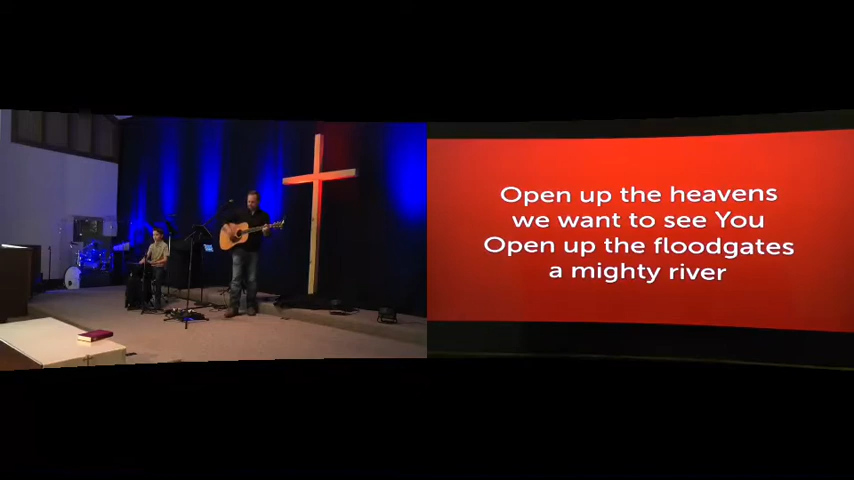 Open up the heavens
we want to see You
Open up the floodgates
a mighty river